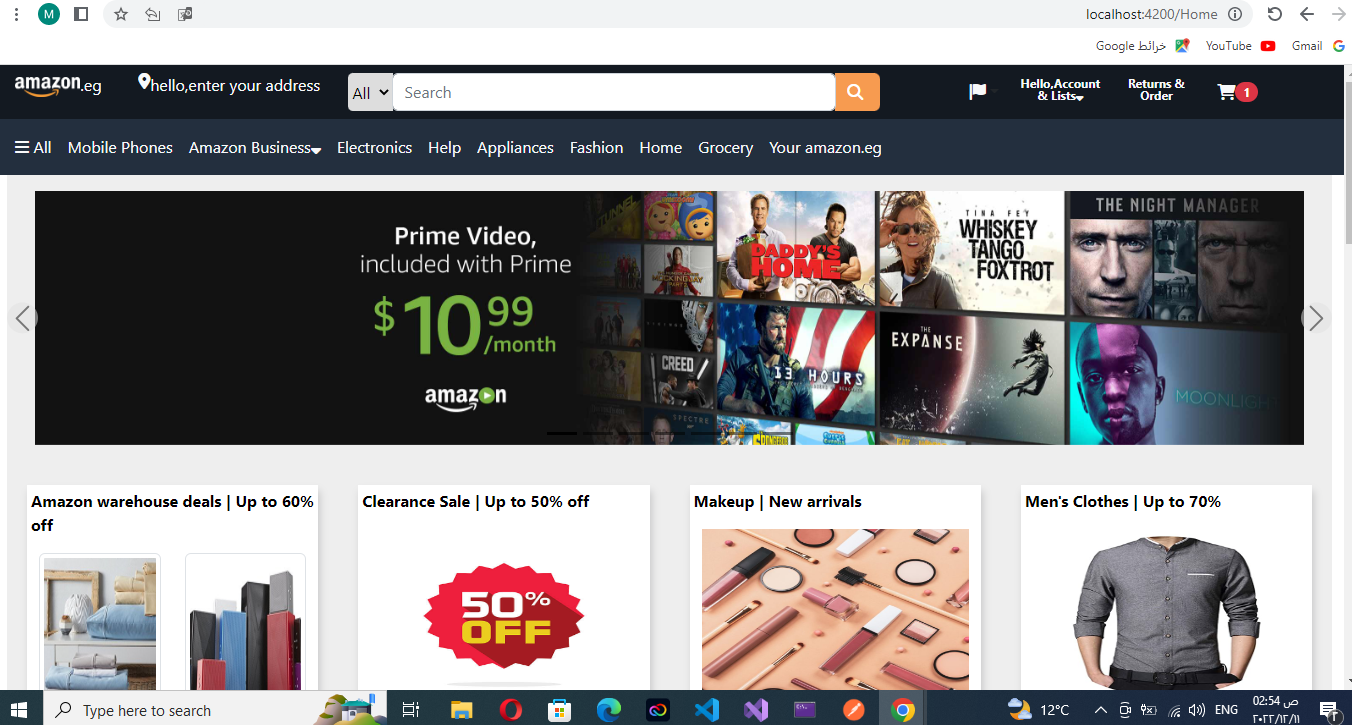 M
localhost:4200/Home
خرائط Google
YouTube
Gmail
amazon.eg
hello,enter your address
All
Search
Hello,Account
& Lists
Returns &
Order
1
All
Mobile Phones
Amazon Business
Electronics
Help
Appliances
Fashion
Home
Grocery
Your amazon.eg
Prime Video,
included with Prime
$10 99
/month
amazon
DADDY'S
HOME
TINA FEY
WHISKEY
TANGO
FOXTROT
THE NIGHT MANAGER
CREED
SPECTRE
13 HOURS
THE
EXPANSE
MOONLIGHT
Amazon warehouse deals | Up to 60%
off
Clearance Sale | Up to 50% off
Makeup | New arrivals
Men's Clothes | Up to 70%
50%
OFF
Type here to search
12°C
ENG
02:54 ص
٢٠٢٢/١٢/١١